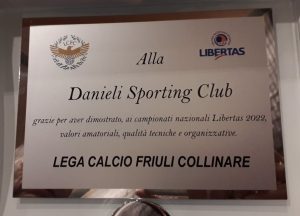 L.C.F.C.
LIBERTAS
Alla
Danieli Sporting Club
grazie per aver dimostrato, ai campionati nazionali Libertas 2022,
valori amatoriali, qualità tecniche e organizzative.
LEGA CALCIO FRIULI COLLINARE